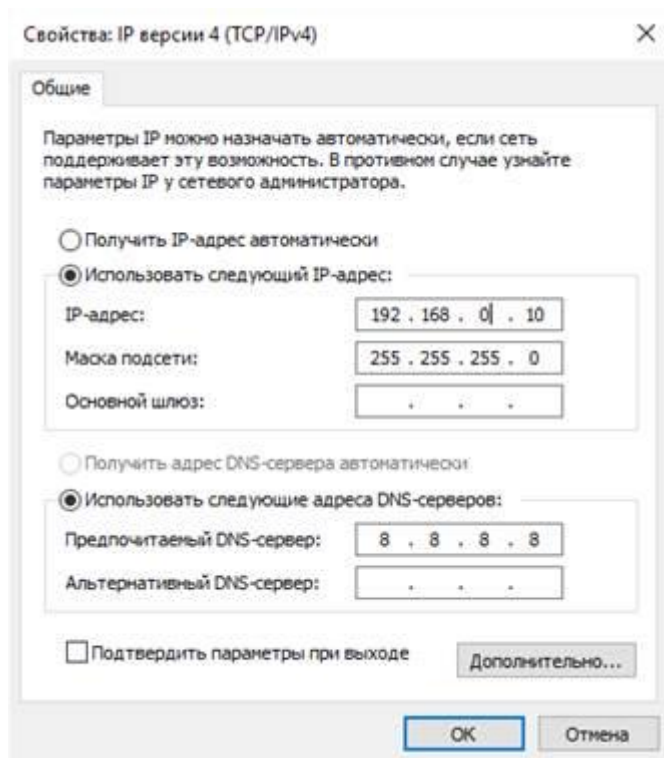 Свойства: IP версии 4 (TCP/IPv4)
Общие
Параметры IP можно назначать автоматически, если сеть
поддерживает эту возможность. В противном случае узнайте
параметры IP у сетевого администратора.
Получить IP-адрес автоматически
Использовать следующий IP-адрес:
IP-адрес: 192 . 168 . 0 . 10
Маска подсети: 255 . 255 . 255 . 0
Основной шлюз: . . .
Получить адрес DNS-сервера автоматически
Использовать следующие адреса DNS-серверов:
Предпочитаемый DNS-сервер: 8 . 8 . 8 . 8
Альтернативный DNS-сервер: . . .
Подтвердить параметры при выходе
Дополнительно...
ОК Отмена